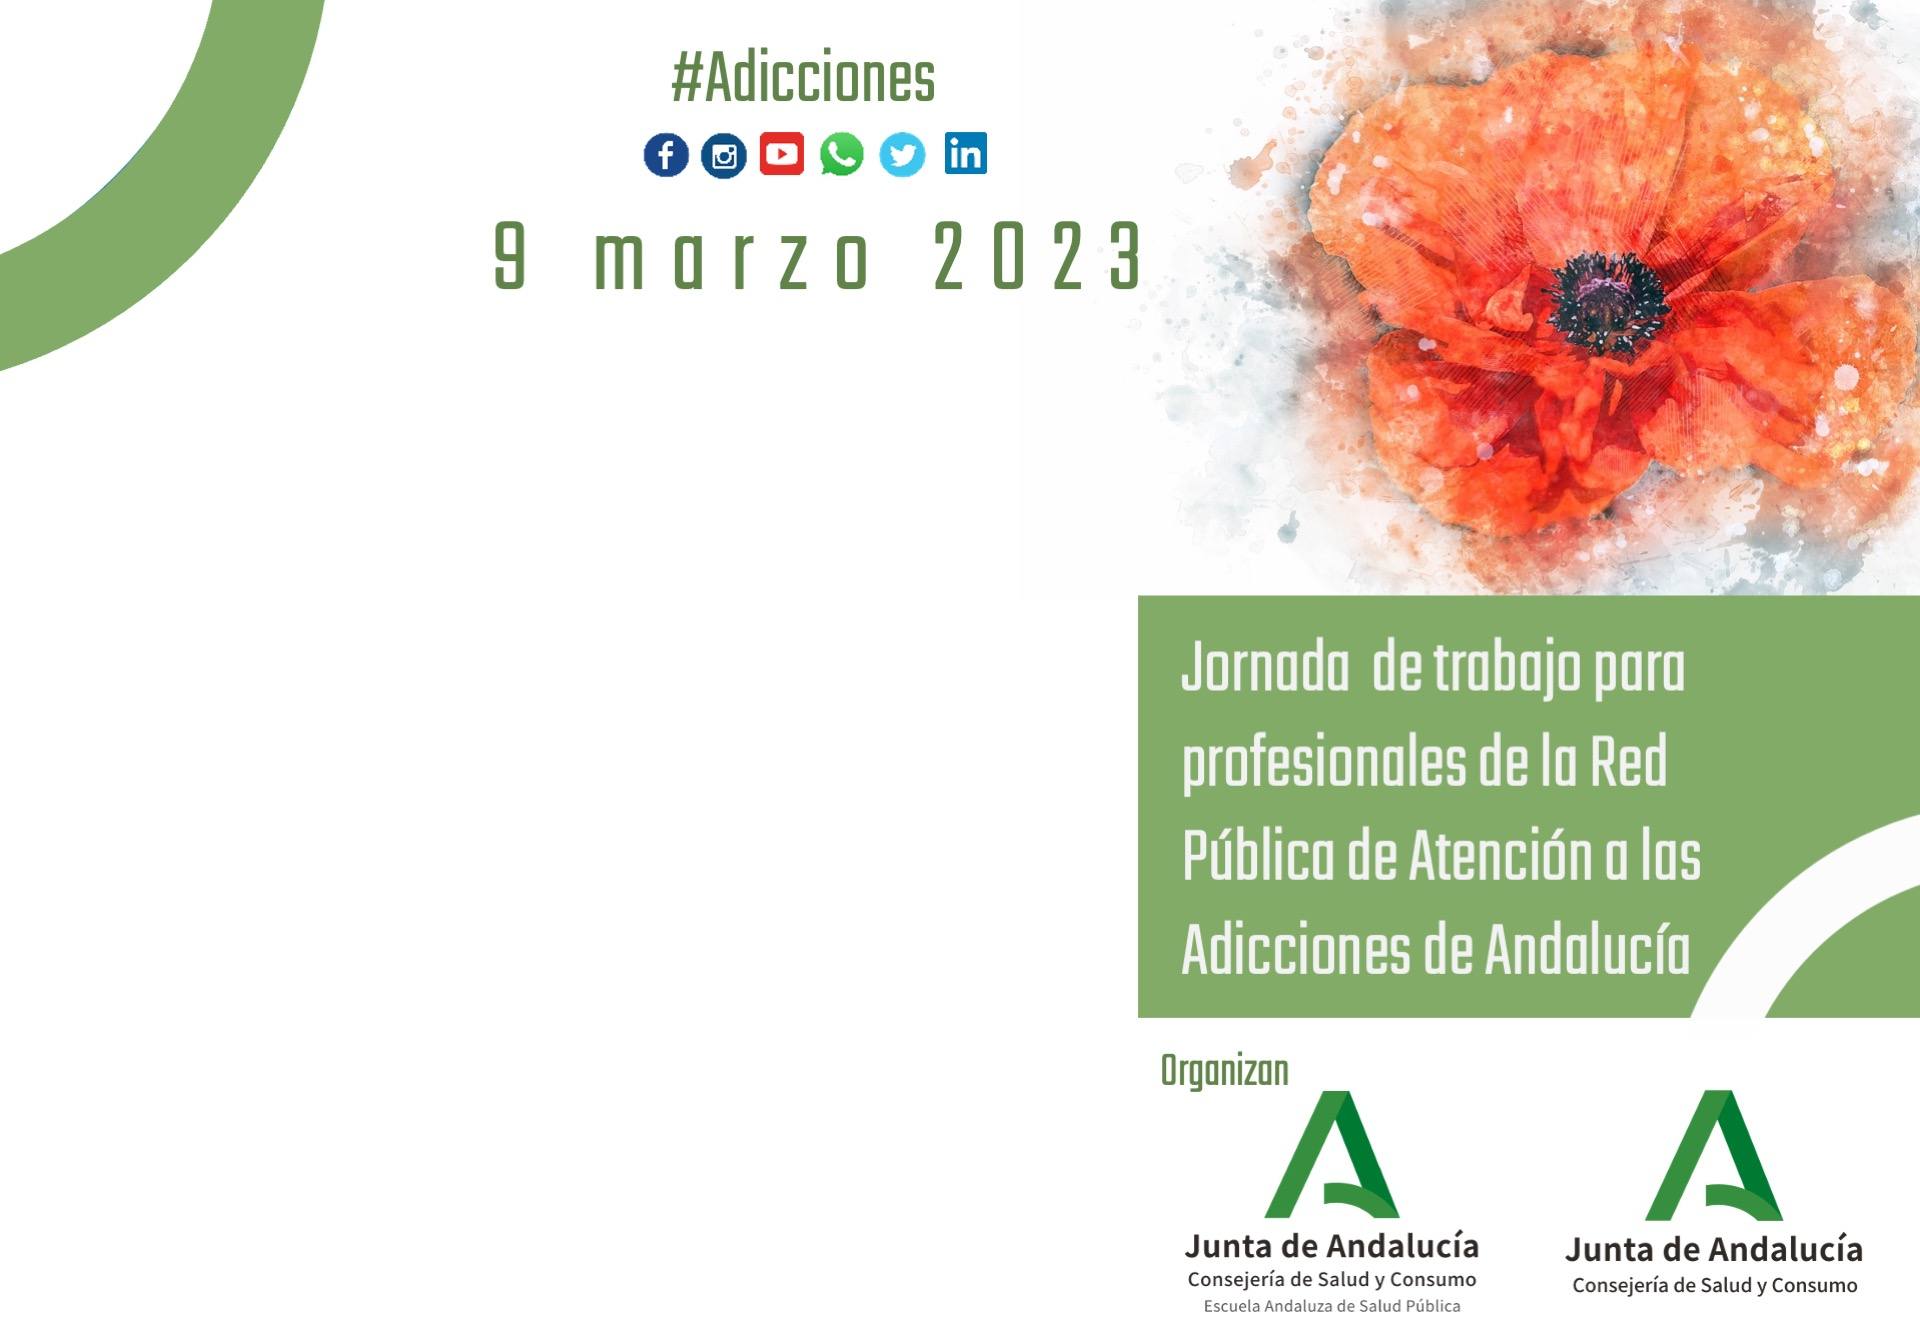 #Adicciones
9 marzo 2023
Jornada de trabajo para
profesionales de la Red
Pública de Atención a las
Adicciones de Andalucía
Organizan
Junta de Andalucía
Consejería de Salud y Consumo
Escuela Andaluza de Salud Pública
Junta de Andalucía
Consejería de Salud y Consumo